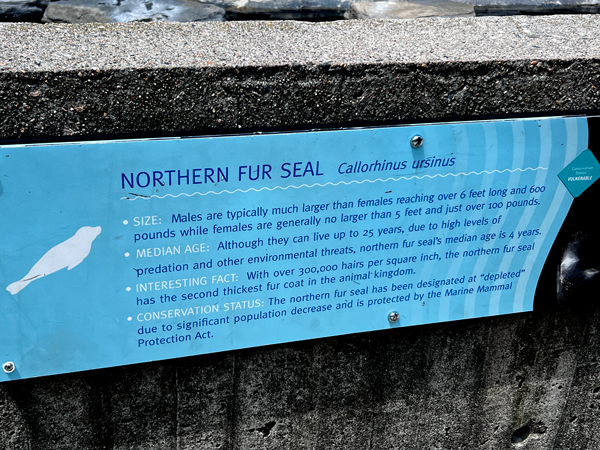 NORTHERN FUR SEAL Callorhinus ursinus
• SIZE: Males are typically much larger than females reaching over 6 feet long and 600
pounds while females are generally no larger than 5 feet and just over 100 pounds.
• MEDIAN AGE: Although they can live up to 25 years, due to high levels of
predation and other environmental threats, northern fur seal's median age is 4 years.
• INTERESTING FACT: With over 300,000 hairs per square inch, the northern fur seal
has the second thickest fur coat in the animal kingdom.
• CONSERVATION STATUS: The northern fur seal has been designated at "depleted"
due to significant population decrease and is protected by the Marine Mammal
Protection Act.
Conservation
Status:
VULNERABLE